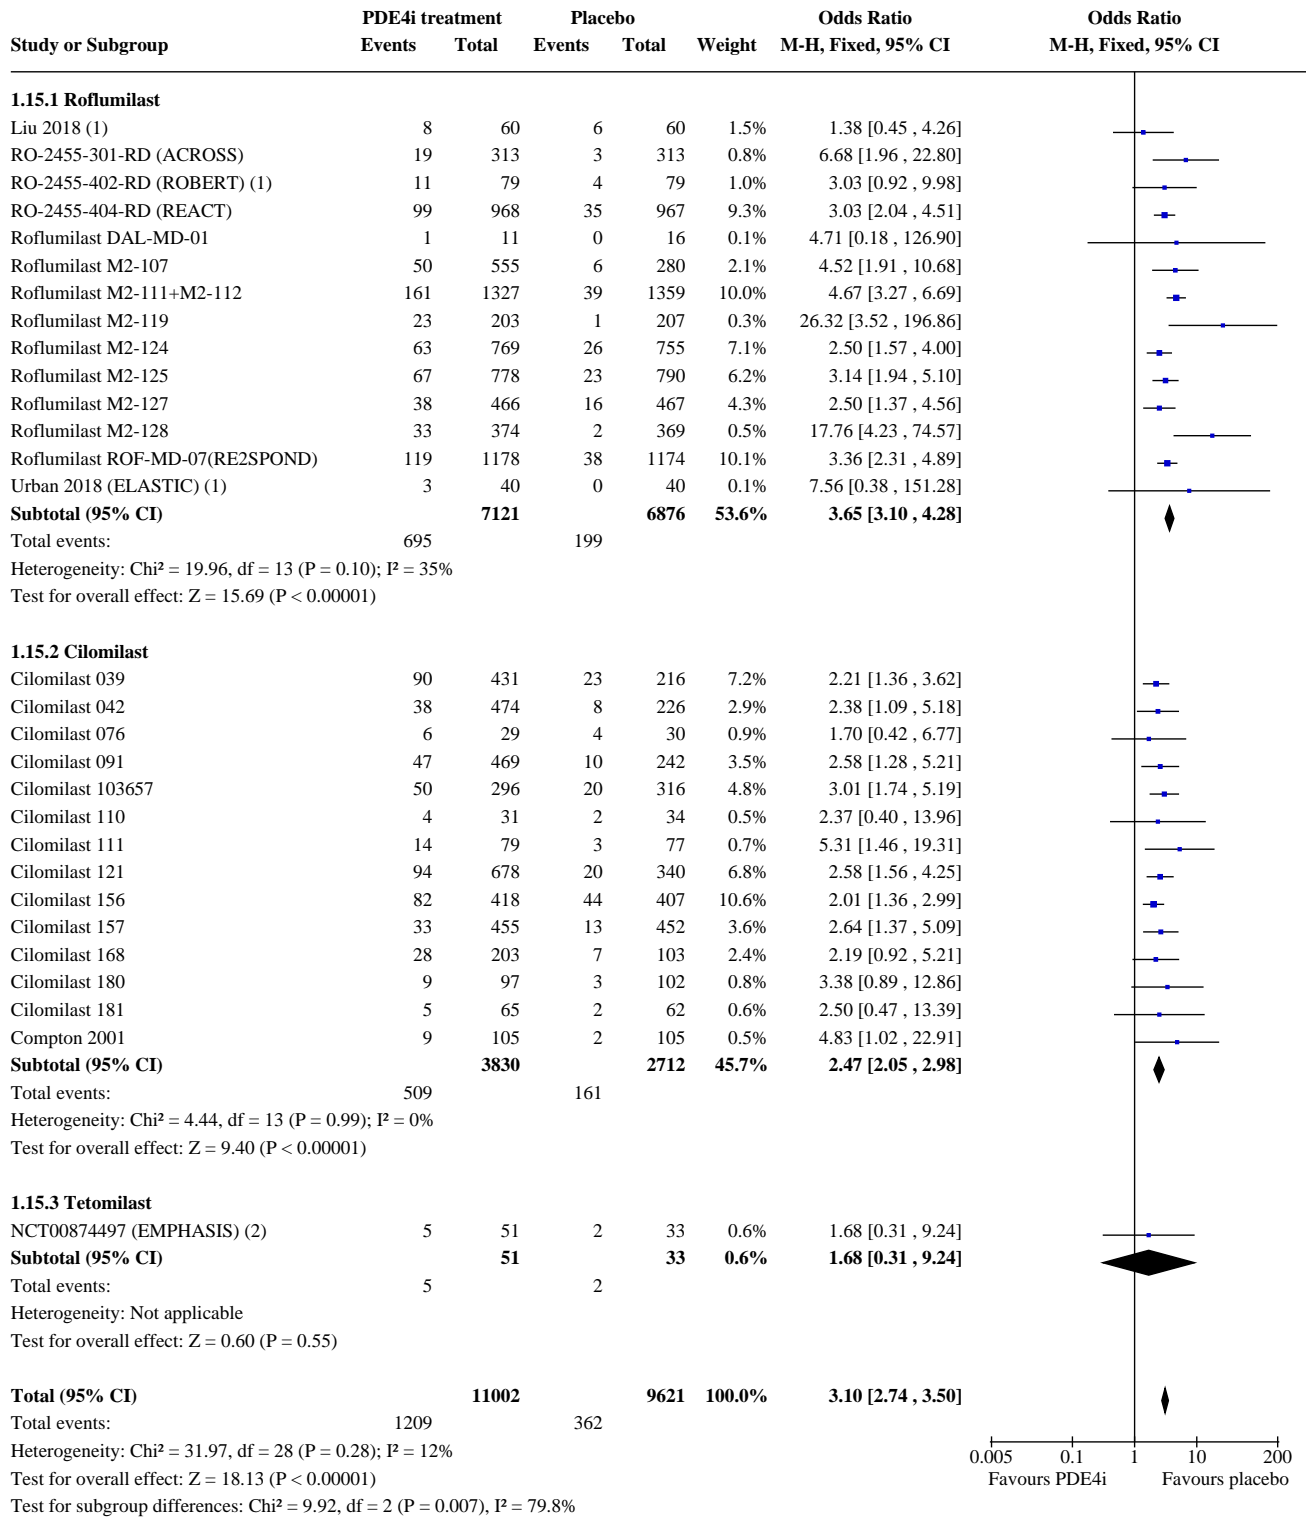 PDE4i treatment Placebo Odds Ratio Odds Ratio
Study or Subgroup Events Total Events Total Weight M-H, Fixed, 95% CI M-H, Fixed, 95% CI
1.15.1 Roflumilast
Liu 2018 (1) 8 60 6 60 1.5% 1.38 [0.45 , 4.26]
RO-2455-301-RD (ACROSS) 19 313 3 313 0.8% 6.68 [1.96 , 22.80]
RO-2455-402-RD (ROBERT) (1) 11 79 4 79 1.0% 3.03 [0.92 , 9.98]
RO-2455-404-RD (REACT) 99 968 35 967 9.3% 3.03 [2.04 , 4.51]
Roflumilast DAL-MD-01 1 11 0 16 0.1% 4.71 [0.18 , 126.90]
Roflumilast M2-107 50 555 6 280 2.1% 4.52 [1.91 , 10.68]
Roflumilast M2-111+M2-112 161 1327 39 1359 10.0% 4.67 [3.27 , 6.69]
Roflumilast M2-119 23 203 1 207 0.3% 26.32 [3.52 , 196.86]
Roflumilast M2-124 63 769 26 755 7.1% 2.50 [1.57 , 4.00]
Roflumilast M2-125 67 778 23 790 6.2% 3.14 [1.94 , 5.10]
Roflumilast M2-127 38 466 16 467 4.3% 2.50 [1.37 , 4.56]
Roflumilast M2-128 33 374 2 369 0.5% 17.76 [4.23 , 74.57]
Roflumilast ROF-MD-07(RE2SPOND) 119 1178 38 1174 10.1% 3.36 [2.31 , 4.89]
Urban 2018 (ELASTIC) (1) 3 40 0 40 0.1% 7.56 [0.38 , 151.28]
Subtotal (95% CI) 7121 6876 53.6% 3.65 [3.10 , 4.28]
Total events: 695 199
Heterogeneity: Chi² = 19.96, df = 13 (P = 0.10); I² = 35%
Test for overall effect: Z = 15.69 (P < 0.00001)
1.15.2 Cilomilast
Cilomilast 039 90 431 23 216 7.2% 2.21 [1.36 , 3.62]
Cilomilast 042 38 474 8 226 2.9% 2.38 [1.09 , 5.18]
Cilomilast 076 6 29 4 30 0.9% 1.70 [0.42 , 6.77]
Cilomilast 091 47 469 10 242 3.5% 2.58 [1.28 , 5.21]
Cilomilast 103657 50 296 20 316 4.8% 3.01 [1.74 , 5.19]
Cilomilast 110 4 31 2 34 0.5% 2.37 [0.40 , 13.96]
Cilomilast 111 14 79 3 77 0.7% 5.31 [1.46 , 19.31]
Cilomilast 121 94 678 20 340 6.8% 2.58 [1.56 , 4.25]
Cilomilast 156 82 418 44 407 10.6% 2.01 [1.36 , 2.99]
Cilomilast 157 33 455 13 452 3.6% 2.64 [1.37 , 5.09]
Cilomilast 168 28 203 7 103 2.4% 2.19 [0.92 , 5.21]
Cilomilast 180 9 97 3 102 0.8% 3.38 [0.89 , 12.86]
Cilomilast 181 5 65 2 62 0.6% 2.50 [0.47 , 13.39]
Compton 2001 9 105 2 105 0.5% 4.83 [1.02 , 22.91]
Subtotal (95% CI) 3830 2712 45.7% 2.47 [2.05 , 2.98]
Total events: 509 161
Heterogeneity: Chi² = 4.44, df = 13 (P = 0.99); I² = 0%
Test for overall effect: Z = 9.40 (P < 0.00001)
1.15.3 Tetomilast
NCT00874497 (EMPHASIS) (2) 5 51 2 33 0.6% 1.68 [0.31 , 9.24]
Subtotal (95% CI) 51 33 0.6% 1.68 [0.31 , 9.24]
Total events: 5 2
Heterogeneity: Not applicable
Test for overall effect: Z = 0.60 (P = 0.55)
Total (95% CI) 11002 9621 100.0% 3.10 [2.74 , 3.50]
Total events: 1209 362
Heterogeneity: Chi² = 31.97, df = 28 (P = 0.28); I² = 12%
0.005 0.1 1 10 200
Test for overall effect: Z = 18.13 (P < 0.00001)
Favours PDE4i Favours placebo
Test for subgroup differences: Chi² = 9.92, df = 2 (P = 0.007), I² = 79.8%